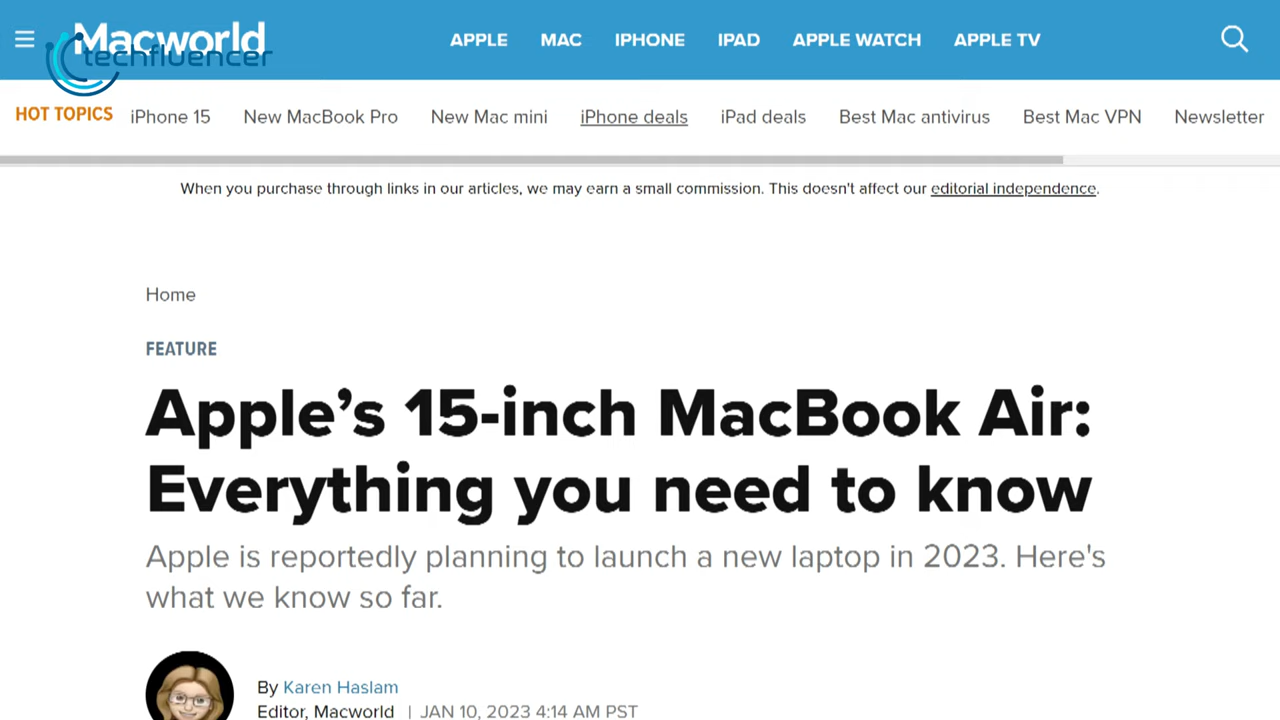 Macworld
techfluencer
APPLE MAC IPHONE IPAD APPLE WATCH APPLE TV
HOT TOPICS iPhone 15 New MacBook Pro New Mac mini iPhone deals iPad deals Best Mac antivirus Best Mac VPN Newsletter
When you purchase through links in our articles, we may earn a small commission. This doesn't affect our editorial independence.
Home
FEATURE
Apple’s 15-inch MacBook Air:
Everything you need to know
Apple is reportedly planning to launch a new laptop in 2023. Here's
what we know so far.
By Karen Haslam
Editor, Macworld | JAN 10, 2023 4:14 AM PST